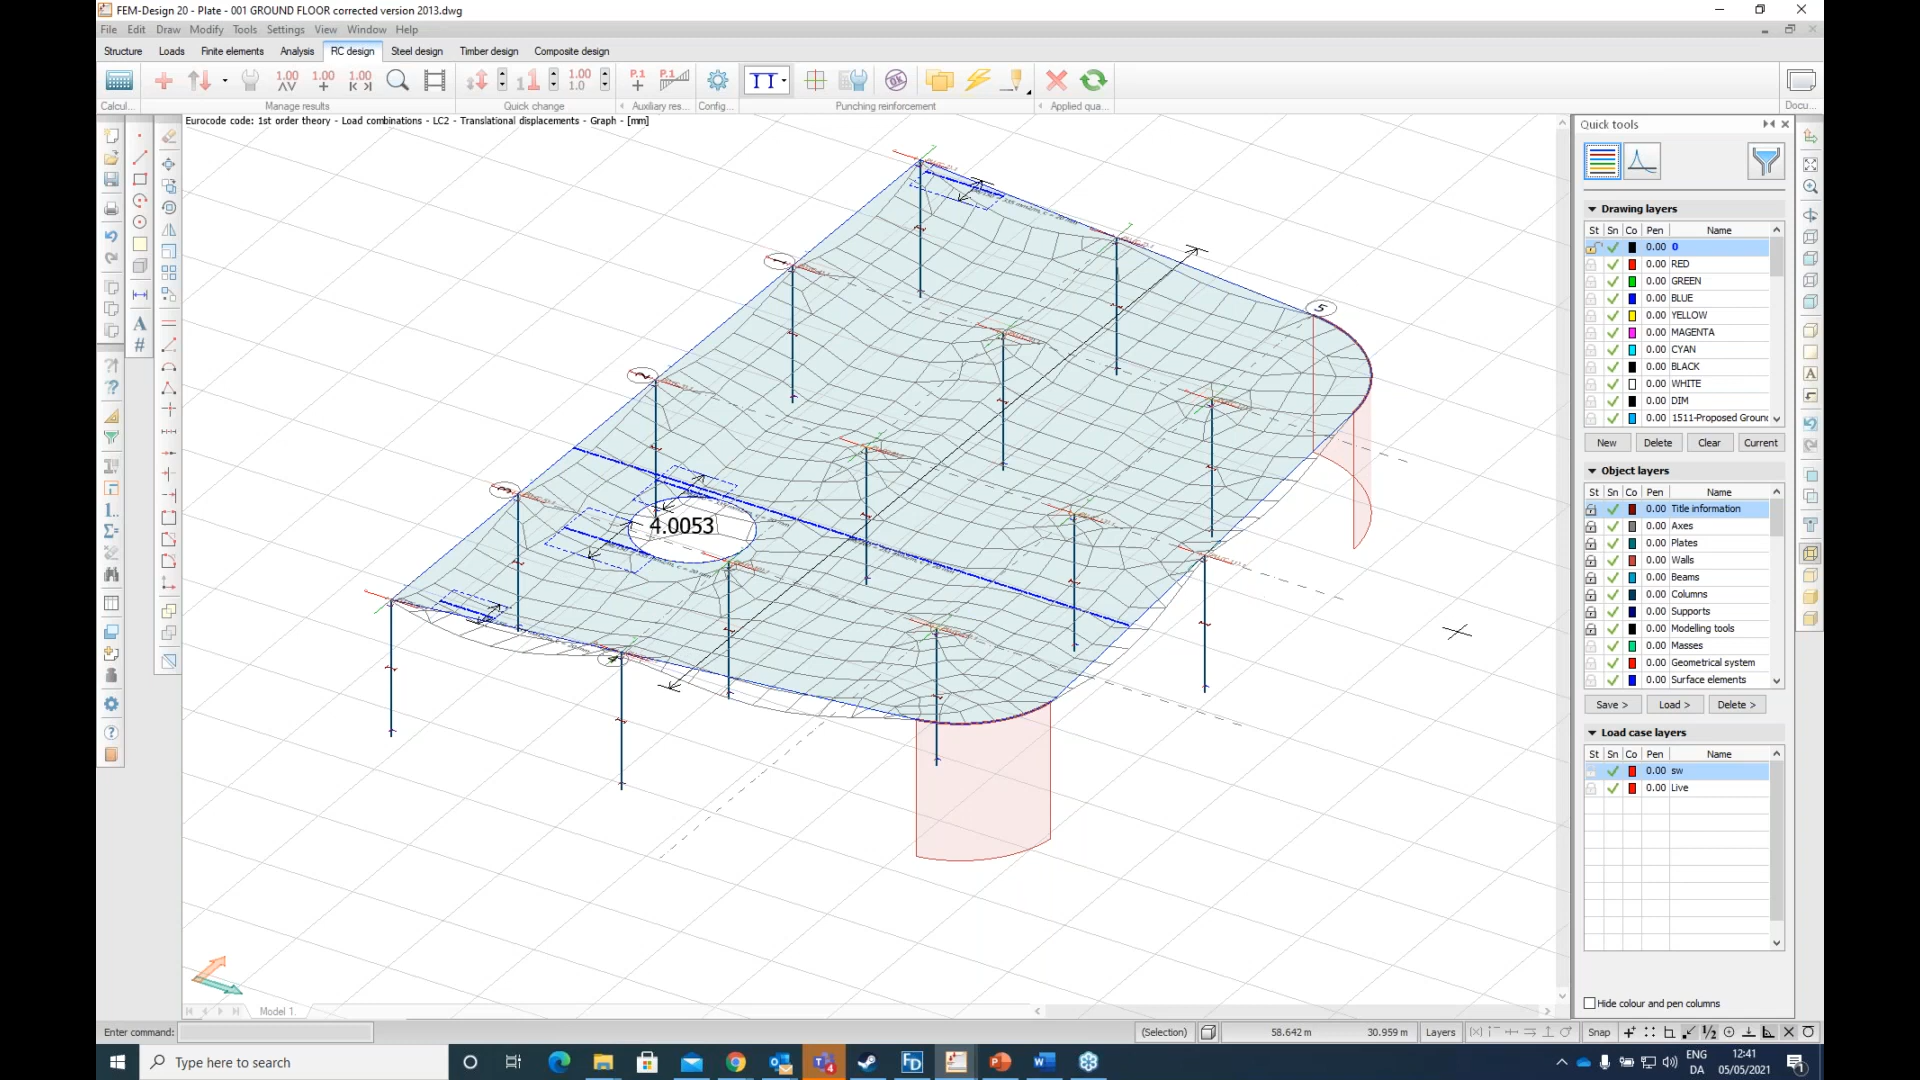 FEM-Design 20 - Plate - 001 GROUND FLOOR corrected version 2013.dwg
File Edit Draw Modify Tools Settings View Window Help
Structure Loads Finite elements Analysis RC design Steel design Timber design Composite design
1.00 1.00 1.00 1 1.00 1.0 P.1 P.1 OK
Calcul... Manage results Quick change Auxiliary res... Config... Punching reinforcement Applied qua... Docu...
Eurocode code: 1st order theory - Load combinations - LC2 - Translational displacements - Graph - [mm]
1
2
3
4
5
4.0053
Quick tools
Drawing layers
St Sn Co Pen Name
0.00 0
0.00 RED
0.00 GREEN
0.00 BLUE
0.00 YELLOW
0.00 MAGENTA
0.00 CYAN
0.00 BLACK
0.00 WHITE
0.00 DIM
0.00 1511-Proposed Groun
New Delete Clear Current
Object layers
St Sn Co Pen Name
0.00 Title information
0.00 Axes
0.00 Plates
0.00 Walls
0.00 Beams
0.00 Columns
0.00 Supports
0.00 Modelling tools
0.00 Masses
0.00 Geometrical system
0.00 Surface elements
Save > Load > Delete >
Load case layers
St Sn Co Pen Name
0.00 sw
0.00 Live
Hide colour and pen columns
Model 1.
Enter command:
(Selection) 58.642 m 30.959 m Layers Snap 1/2
Type here to search
ENG
DA
12:41
05/05/2021